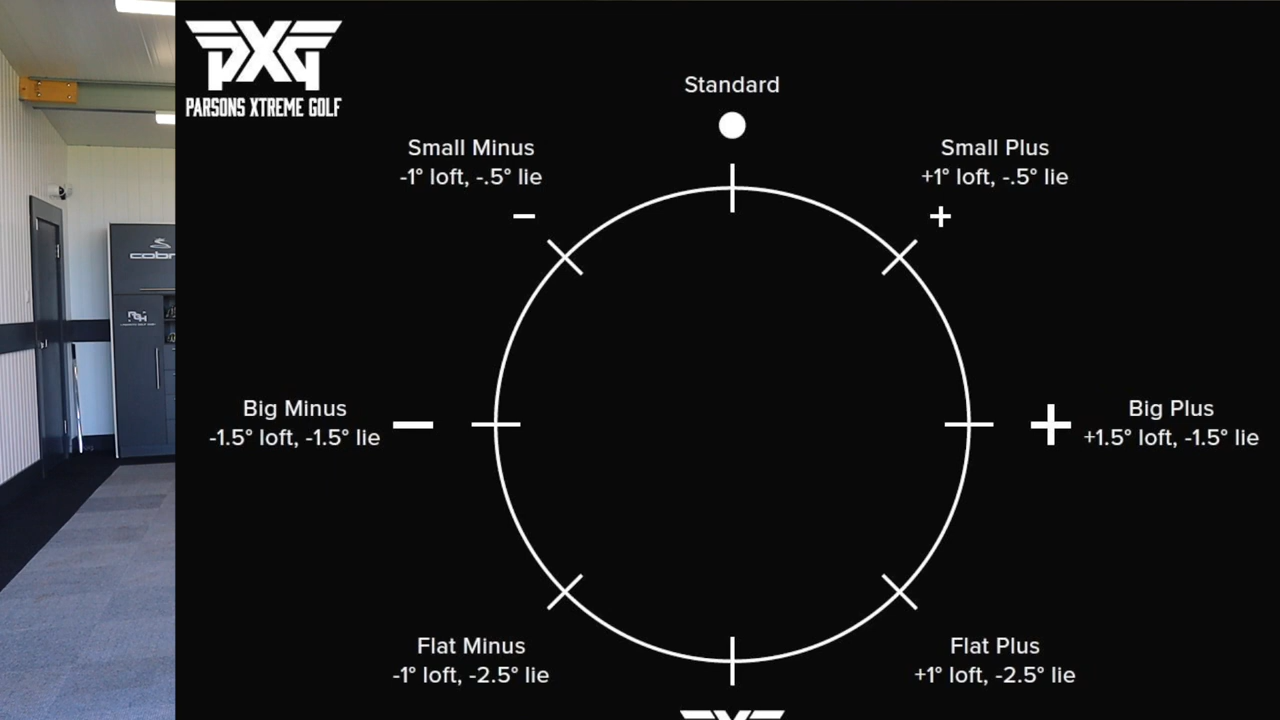 PXG
PARSONS XTREME GOLF
Standard
Small Minus
-1° loft, -.5° lie
Small Plus
+1° loft, -.5° lie
Big Minus
-1.5° loft, -1.5° lie
Big Plus
+1.5° loft, -1.5° lie
Flat Minus
-1° loft, -2.5° lie
Flat Plus
+1° loft, -2.5° lie